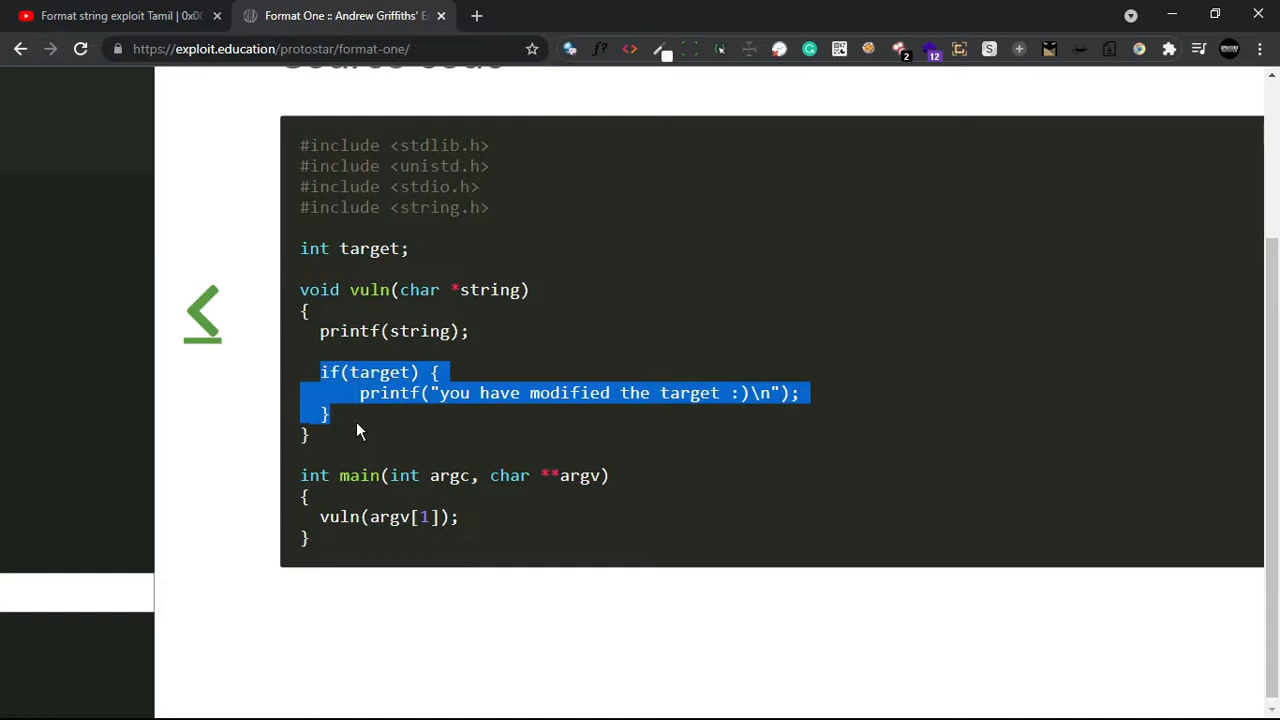 Format string exploit Tamil | 0x0
Format One :: Andrew Griffiths' E
https://exploit.education/protostar/format-one/
2
12
#include <stdlib.h>
#include <unistd.h>
#include <stdio.h>
#include <string.h>
int target;
void vuln(char *string)
{
printf(string);
if(target) {
printf("you have modified the target :)\n");
}
}
int main(int argc, char **argv)
{
vuln(argv[1]);
}